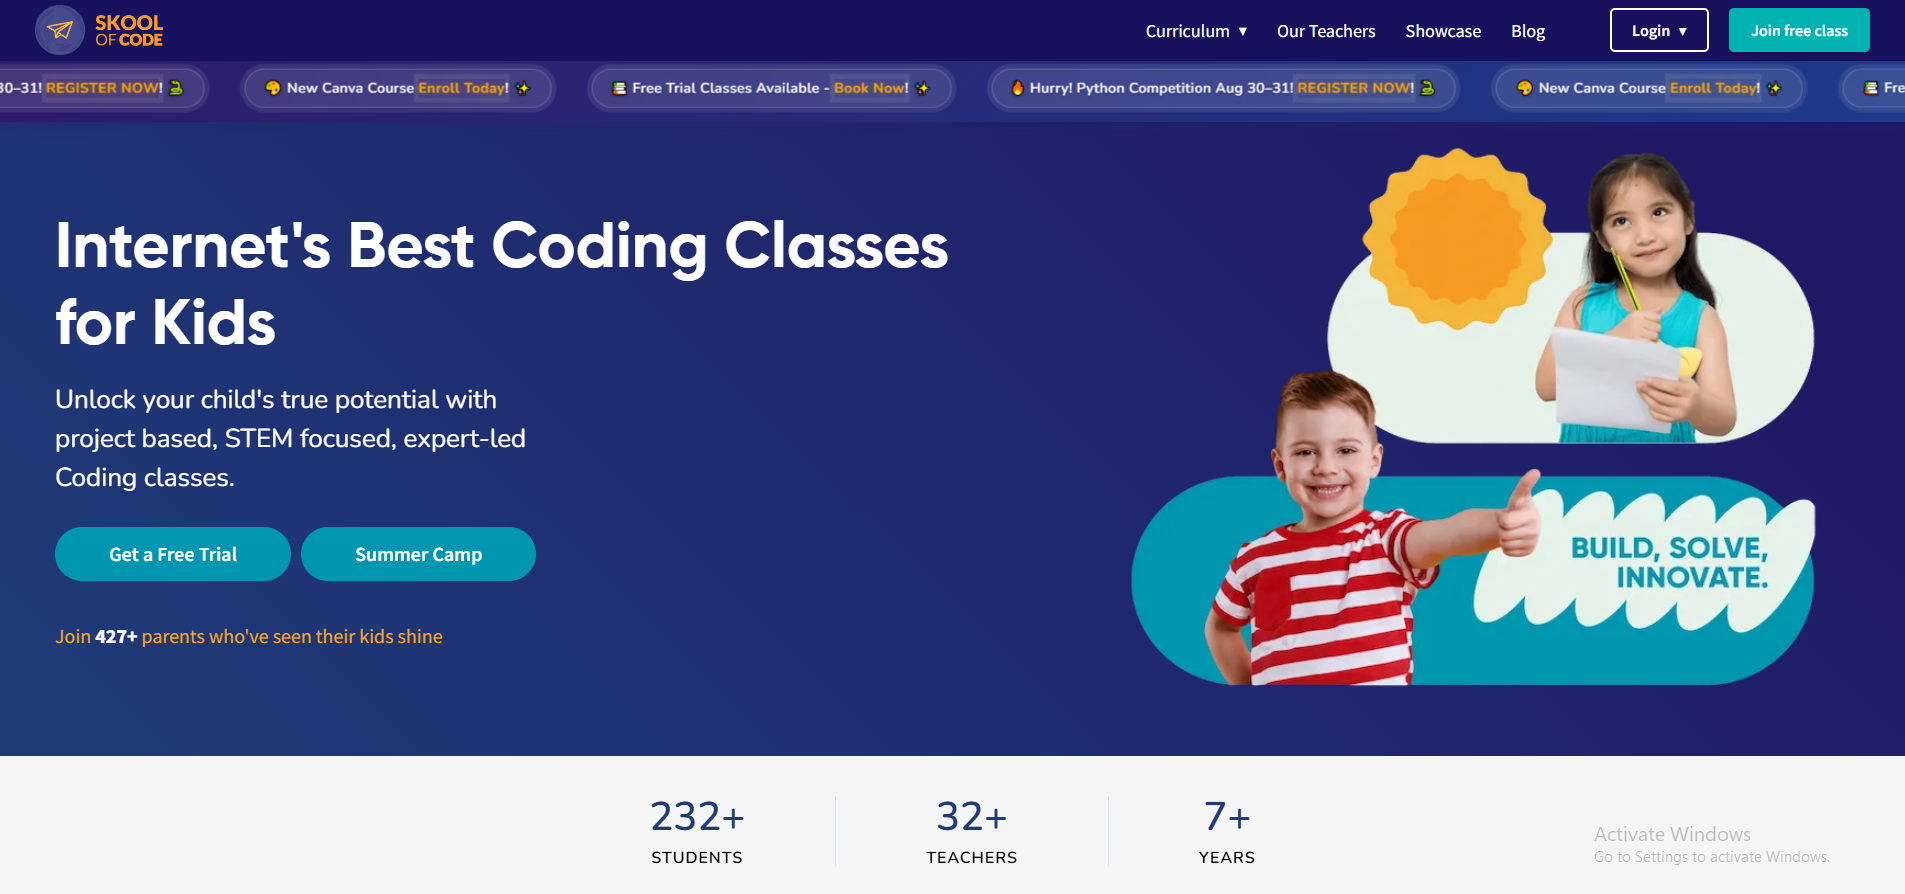 SKOOL
OF CODE
Curriculum ▼ Our Teachers Showcase Blog Login ▼ Join free class
30–31! REGISTER NOW! 🐍 🎨 New Canva Course Enroll Today! ✨ 📚 Free Trial Classes Available - Book Now! ✨ 🔥 Hurry! Python Competition Aug 30–31! REGISTER NOW! 🐍 🎨 New Canva Course Enroll Today! ✨ 📚 Fre
Internet's Best Coding Classes
for Kids
Unlock your child's true potential with
project based, STEM focused, expert-led
Coding classes.
Get a Free Trial Summer Camp
Join 427+ parents who've seen their kids shine
BUILD, SOLVE,
INNOVATE.
232+ 32+ 7+
STUDENTS TEACHERS YEARS
Activate Windows
Go to Settings to activate Windows.